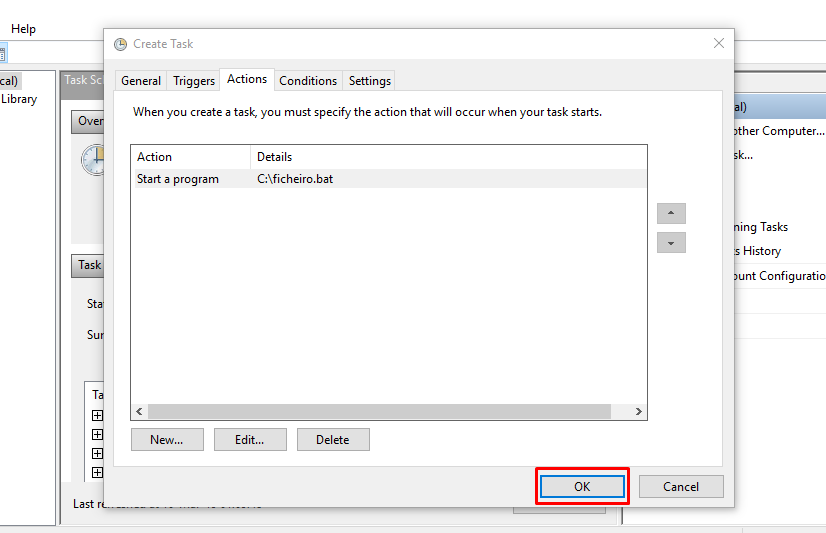 Help
Create Task
cal)
Library
Task Sc
Over
Task
Sta
Sur
Ta
General Triggers Actions Conditions Settings
When you create a task, you must specify the action that will occur when your task starts.
Action Details
Start a program C:\ficheiro.bat
New... Edit... Delete
OK Cancel
Last re
al)
other Computer...
sk...
ning Tasks
s History
ount Configuratio